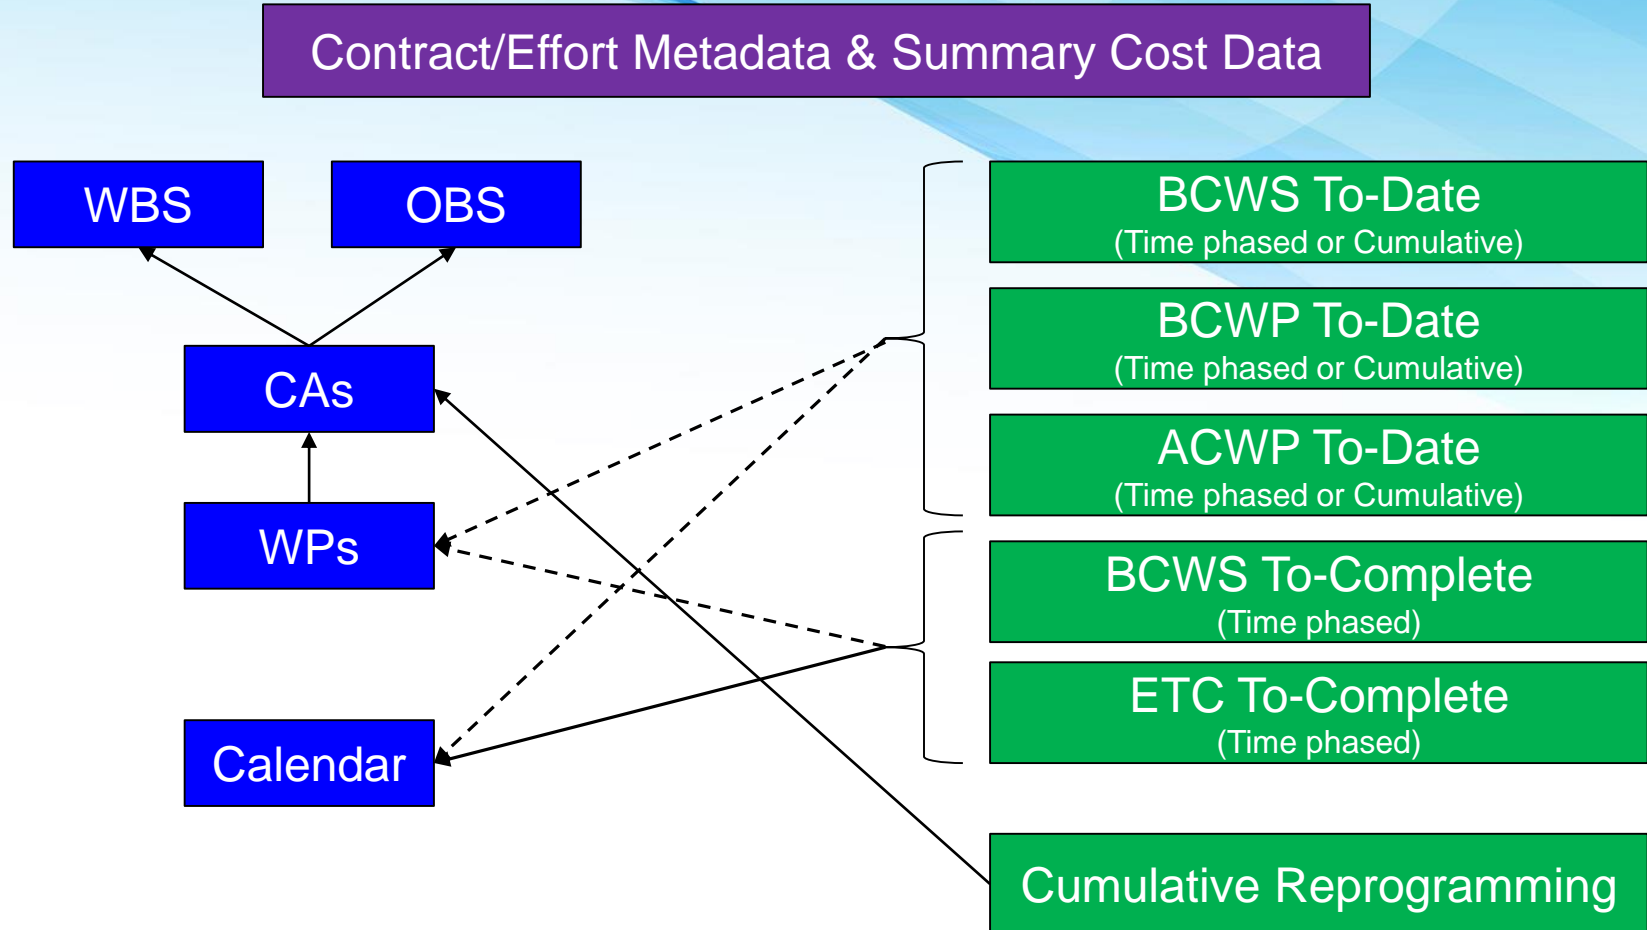 Contract/Effort Metadata & Summary Cost Data
WBS
OBS
CAs
WPs
Calendar
BCWS To-Date
(Time phased or Cumulative)
BCWP To-Date
(Time phased or Cumulative)
ACWP To-Date
(Time phased or Cumulative)
BCWS To-Complete
(Time phased)
ETC To-Complete
(Time phased)
Cumulative Reprogramming